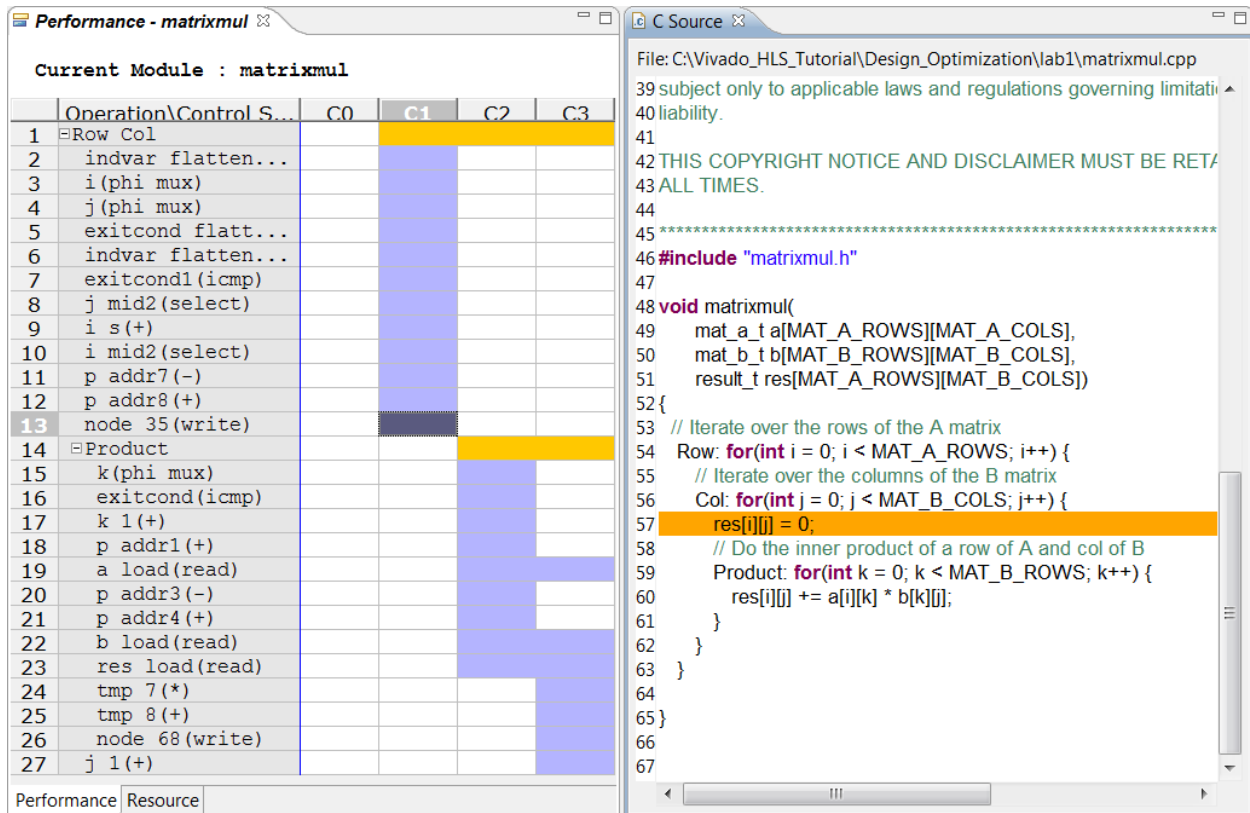 Performance - matrixmul
Current Module : matrixmul
Operation\Control S... C0 C1 C2 C3
1 Row Col
2 indvar flatten...
3 i(phi mux)
4 j(phi mux)
5 exitcond flatt...
6 indvar flatten...
7 exitcond1(icmp)
8 j mid2(select)
9 i s(+)
10 i mid2(select)
11 p addr7(-)
12 p addr8(+)
13 node 35(write)
14 Product
15 k(phi mux)
16 exitcond(icmp)
17 k 1(+)
18 p addr1(+)
19 a load(read)
20 p addr3(-)
21 p addr4(+)
22 b load(read)
23 res load(read)
24 tmp 7(*)
25 tmp 8(+)
26 node 68(write)
27 j 1(+)
Performance Resource
C Source
File: C:\Vivado_HLS_Tutorial\Design_Optimization\lab1\matrixmul.cpp
39 subject only to applicable laws and regulations governing limitati
40 liability.
41
42 THIS COPYRIGHT NOTICE AND DISCLAIMER MUST BE RETA
43 ALL TIMES.
44
45 *******************************************************************
46 #include "matrixmul.h"
47
48 void matrixmul(
49 mat_a_t a[MAT_A_ROWS][MAT_A_COLS],
50 mat_b_t b[MAT_B_ROWS][MAT_B_COLS],
51 result_t res[MAT_A_ROWS][MAT_B_COLS])
52 {
53 // Iterate over the rows of the A matrix
54 Row: for(int i = 0; i < MAT_A_ROWS; i++) {
55 // Iterate over the columns of the B matrix
56 Col: for(int j = 0; j < MAT_B_COLS; j++) {
57 res[i][j] = 0;
58 // Do the inner product of a row of A and col of B
59 Product: for(int k = 0; k < MAT_B_ROWS; k++) {
60 res[i][j] += a[i][k] * b[k][j];
61 }
62 }
63 }
64
65 }
66
67